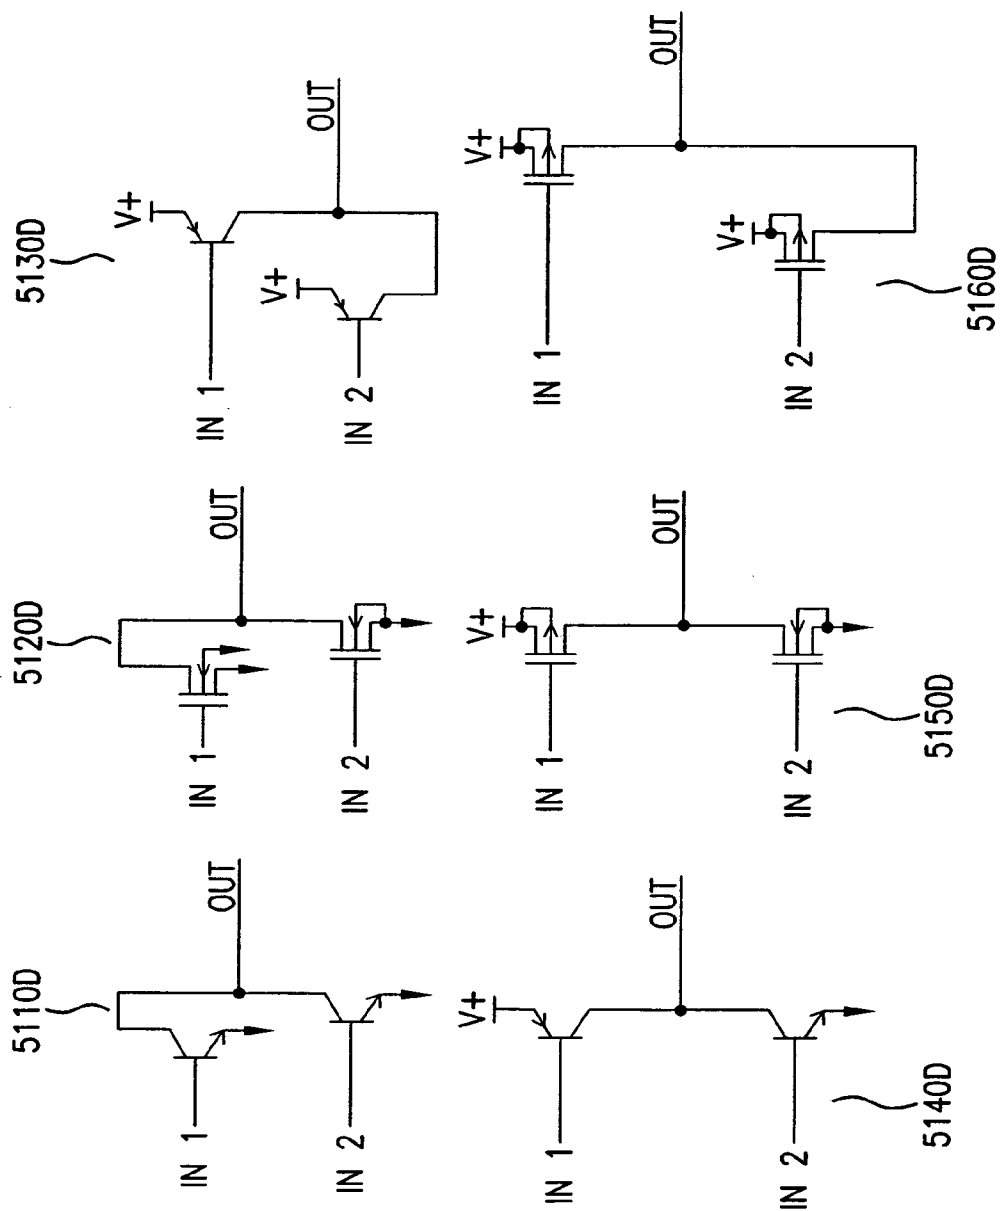 5110D
IN 1
IN 2
OUT
5120D
IN 1
IN 2
OUT
5130D
V+
V+
IN 1
IN 2
OUT
V+
IN 1
IN 2
OUT
5140D
V+
IN 1
IN 2
OUT
5150D
V+
V+
IN 1
IN 2
OUT
5160D